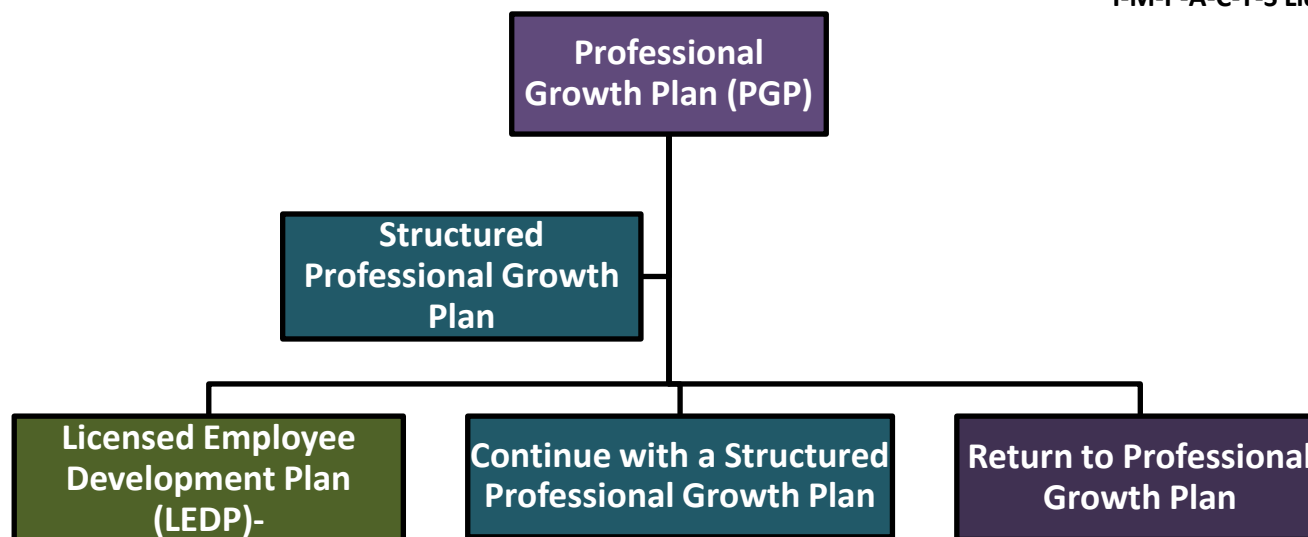 Professional
Growth Plan (PGP)
Structured
Professional Growth
Plan
Licensed Employee
Development Plan
(LEDP)-
Continue with a Structured
Professional Growth Plan
Return to Professional
Growth Plan